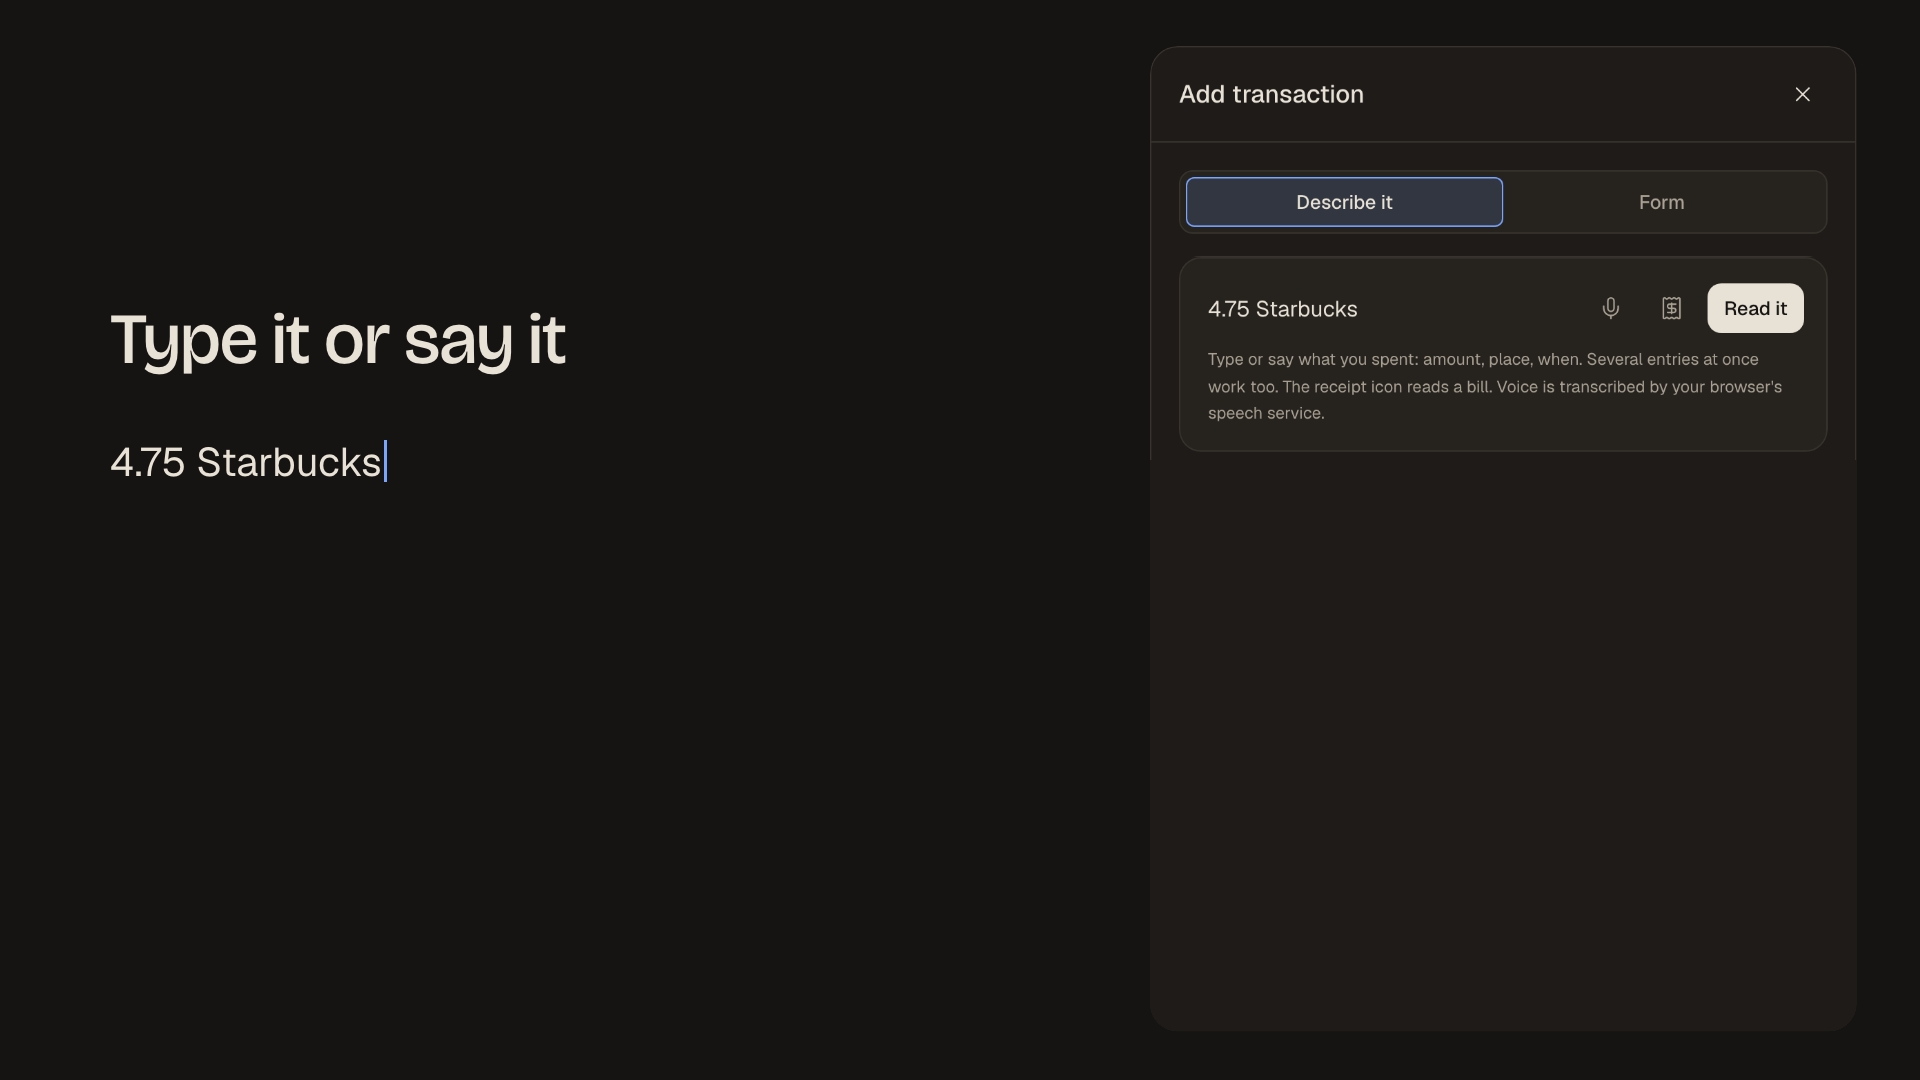 Type it or say it
4.75 Starbucks
Add transaction
Describe it
Form
4.75 Starbucks
Read it
Type or say what you spent: amount, place, when. Several entries at once
work too. The receipt icon reads a bill. Voice is transcribed by your browser's
speech service.